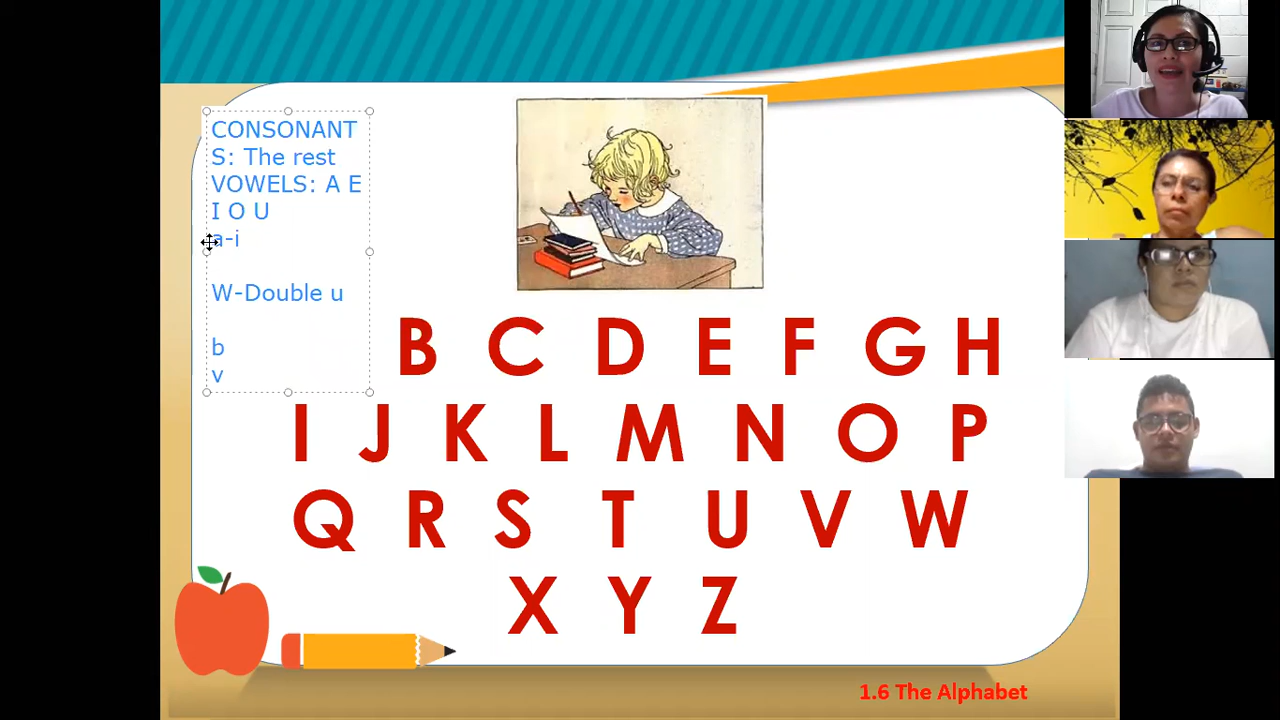 CONSONANT
S: The rest
VOWELS: A E
I O U
a-i
W-Double u
b
v
B C D E F G H
I J K L M N O P
Q R S T U V W
X Y Z
1.6 The Alphabet